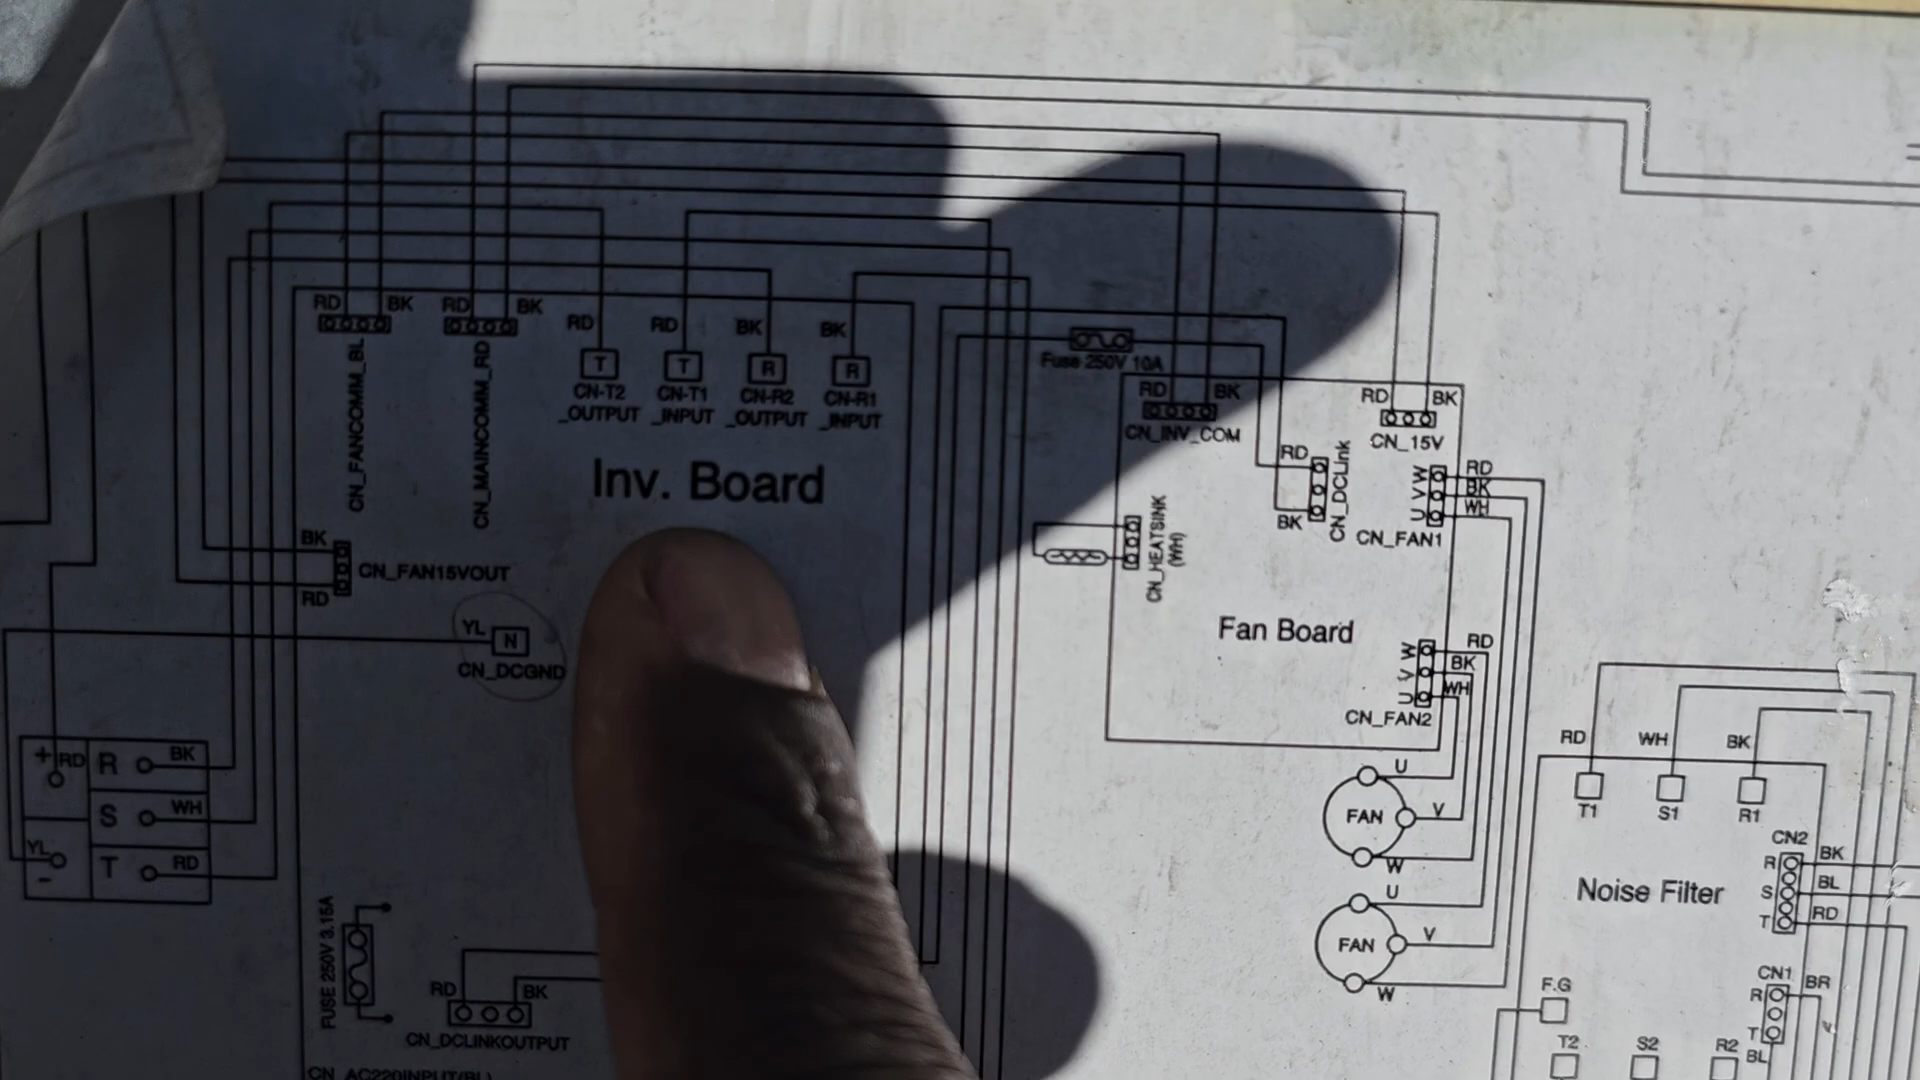 RD BK
RD BK
CN_FANCOMM_BL
CN_MAINCOMM_RD
RD
T
CN-T2
_OUTPUT
RD
T
CN-T1
_INPUT
BK
R
CN-R2
_OUTPUT
BK
R
CN-R1
_INPUT
Inv. Board
BK
CN_FAN15VOUT
RD
YL N
CN_DCGND
+ RD R BK
S WH
YL T RD
-
FUSE 250V 3.15A
RD BK
CN_DCLINKOUTPUT
CN_AC220INPUT(BL)
Fuse 250V 10A
RD BK
CN_INV_COM
RD BK
CN_15V
RD
BK
CN_DCLink
W RD
V BK
U WH
CN_FAN1
CN_HEATSINK
(WH)
Fan Board
W RD
V BK
U WH
CN_FAN2
U
FAN V
W
U
FAN V
W
RD WH BK
T1 S1 R1
CN2
R BK
S BL
T RD
Noise Filter
CN1
R BR
T
BL
F.G
T2 S2 R2